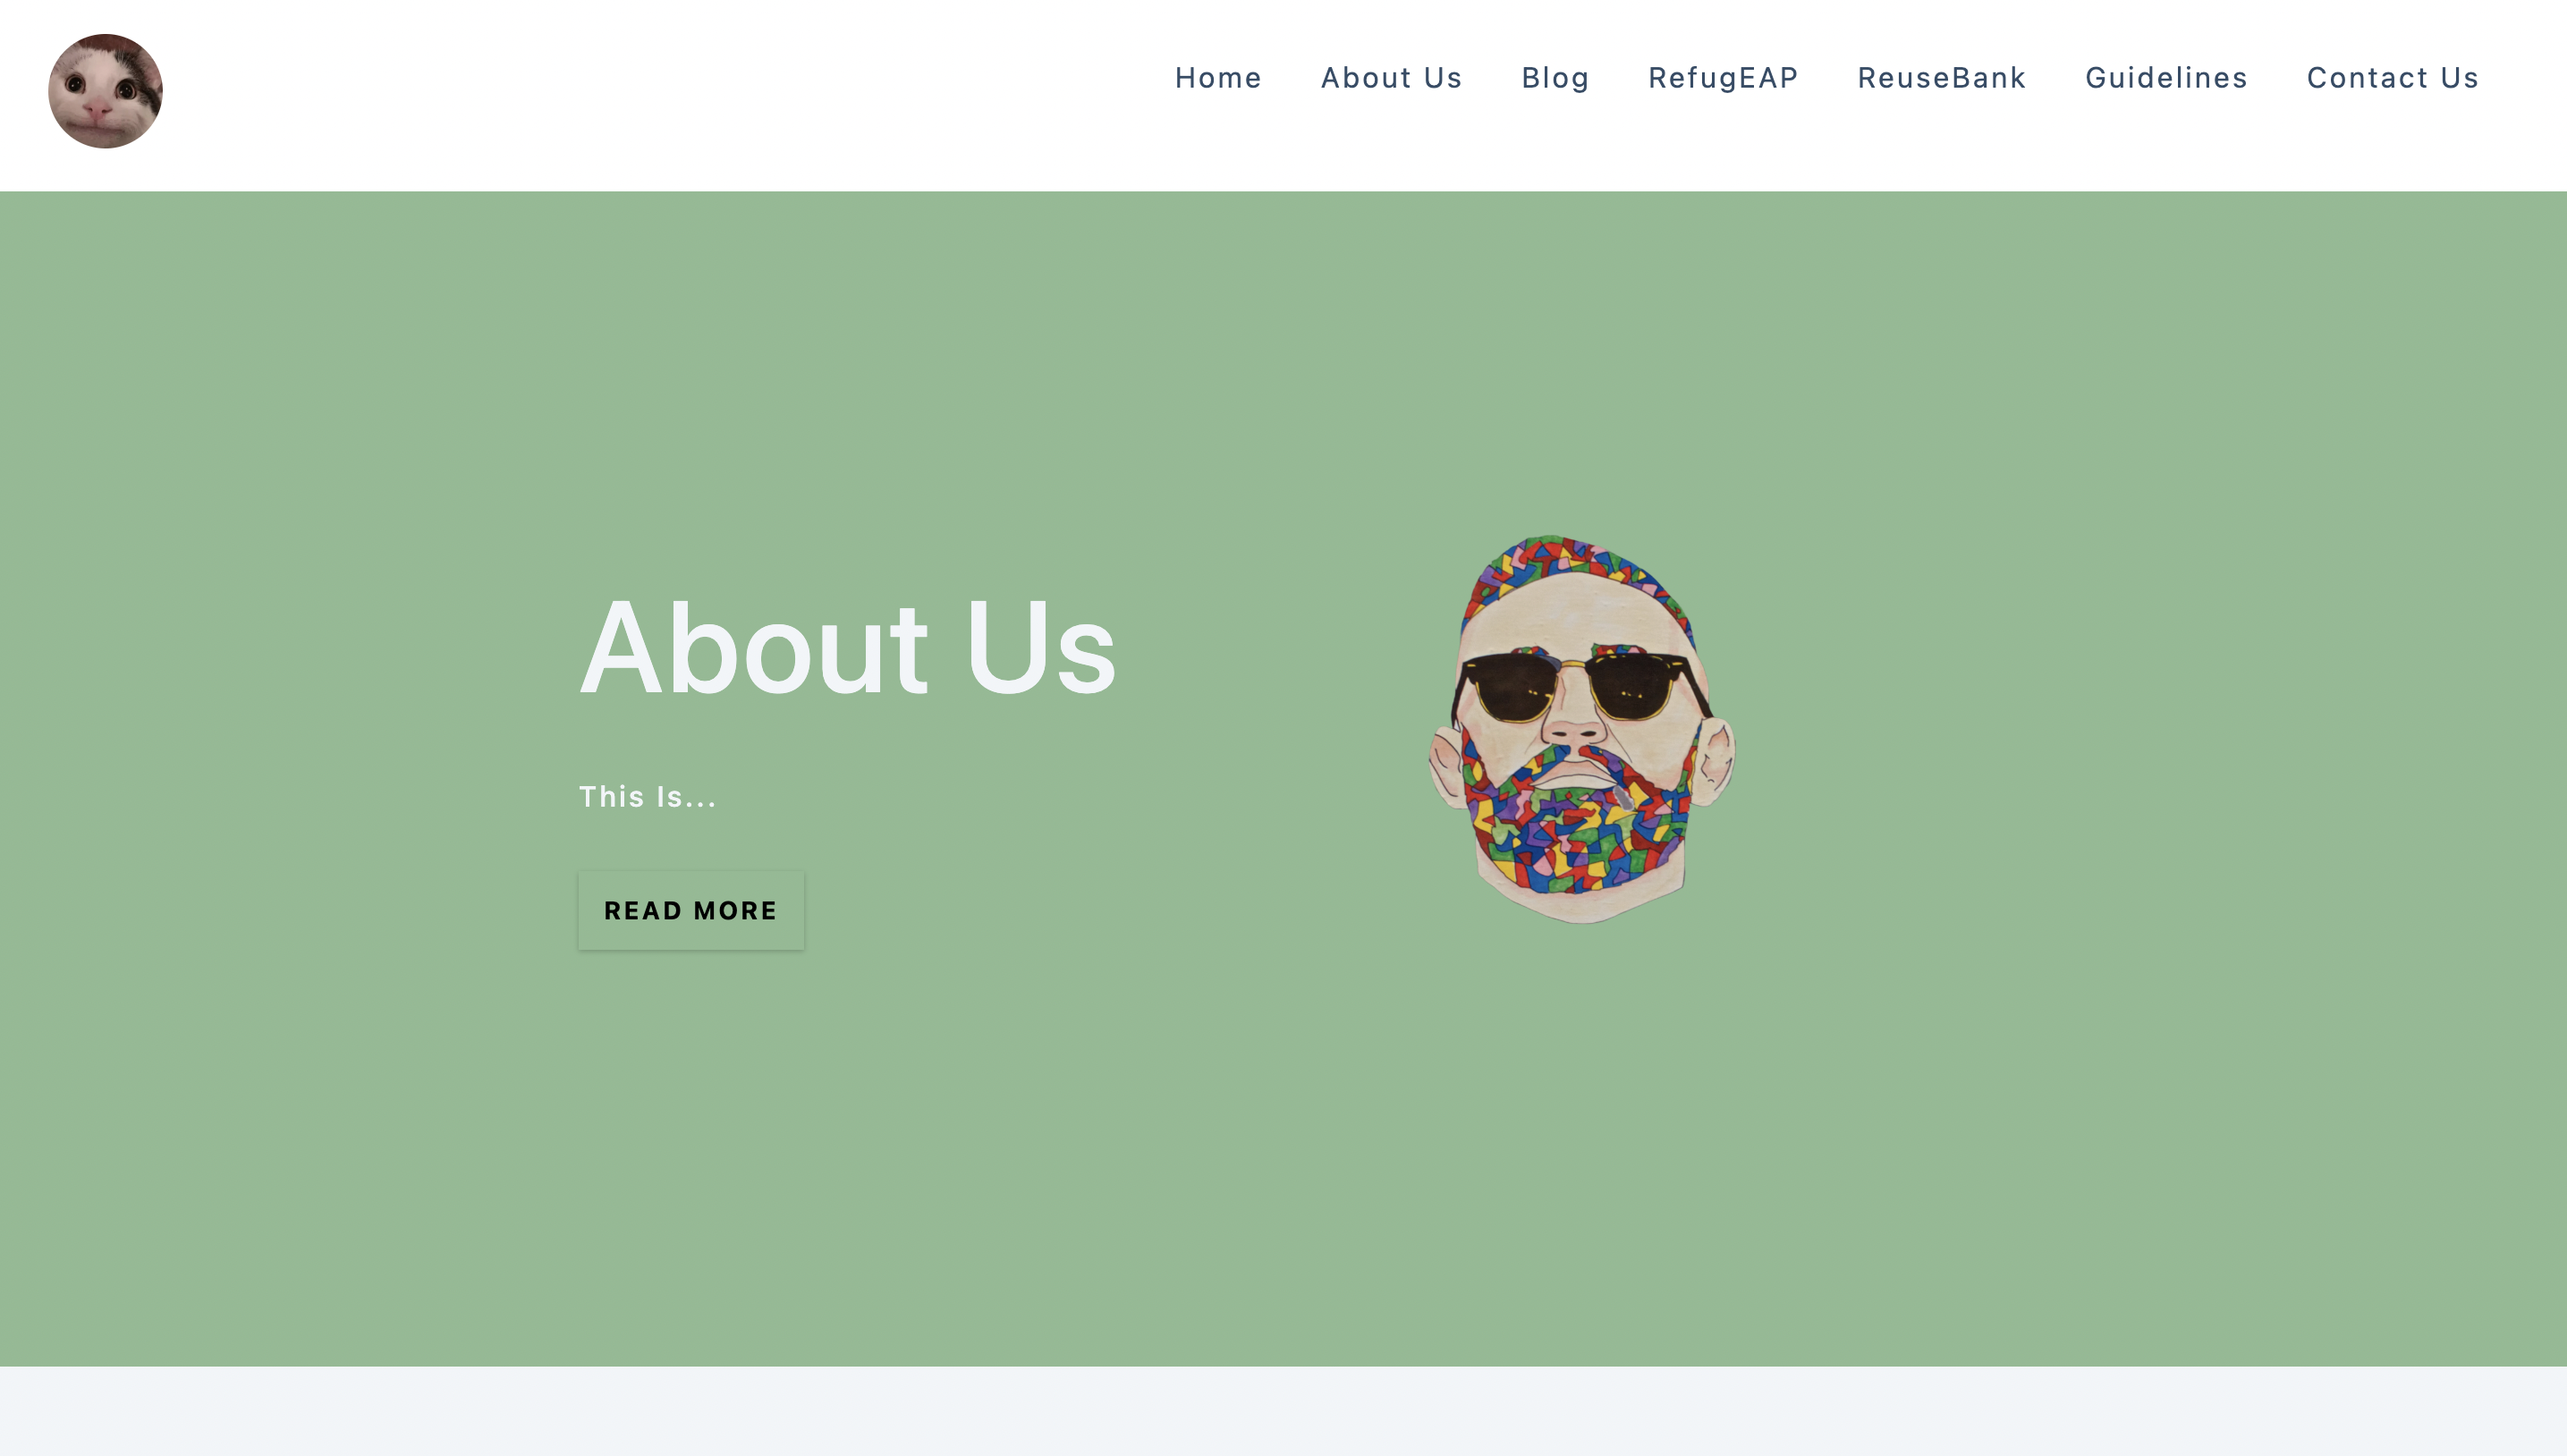 Home About Us Blog RefugEAP ReuseBank Guidelines Contact Us
About Us
This Is...
READ MORE